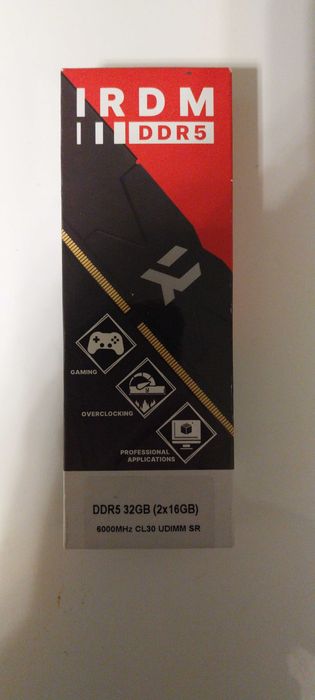 IRDM
DDR5
GAMING
OVERCLOCKING
PROFESSIONAL
APPLICATIONS
DDR5 32GB (2x16GB)
6000MHz CL30 UDIMM SR